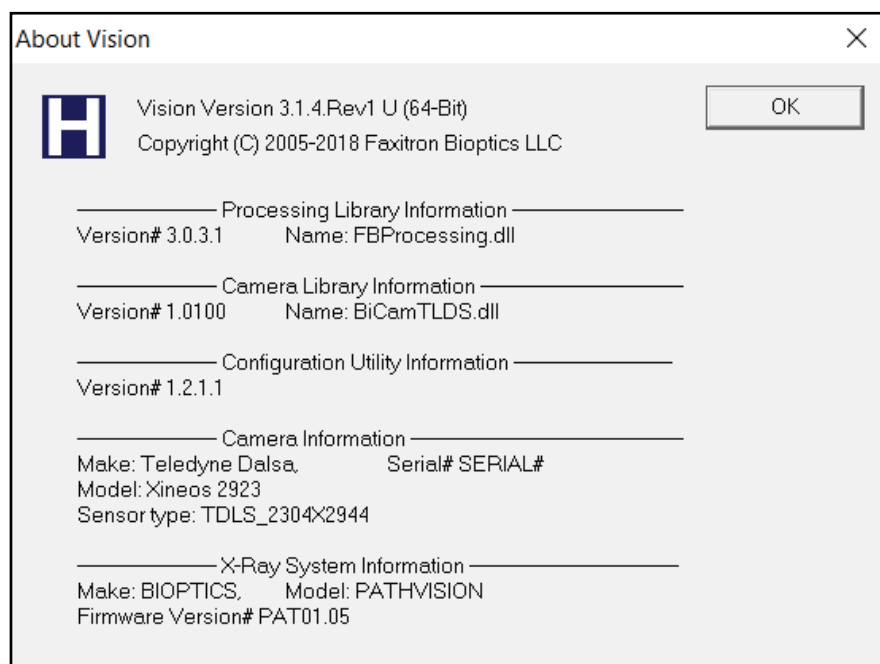 About Vision
H
Vision Version 3.1.4.Rev1 U (64-Bit)
OK
Copyright (C) 2005-2018 Faxitron Bioptics LLC
Processing Library Information
Version# 3.0.3.1 Name: FBProcessing.dll
Camera Library Information
Version# 1.0100 Name: BiCamTLDS.dll
Configuration Utility Information
Version# 1.2.1.1
Camera Information
Make: Teledyne Dalsa, Serial# SERIAL#
Model: Xineos 2923
Sensor type: TDLS_2304X2944
X-Ray System Information
Make: BIOPTICS, Model: PATHVISION
Firmware Version# PAT01.05